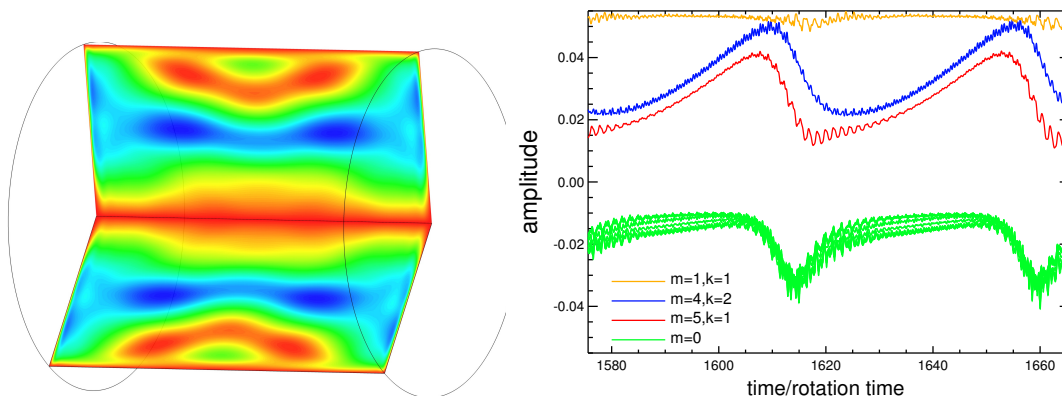 0.04
0.02
0.00
-0.02
-0.04
amplitude
m=1,k=1
m=4,k=2
m=5,k=1
m=0
1580 1600 1620 1640 1660
time/rotation time